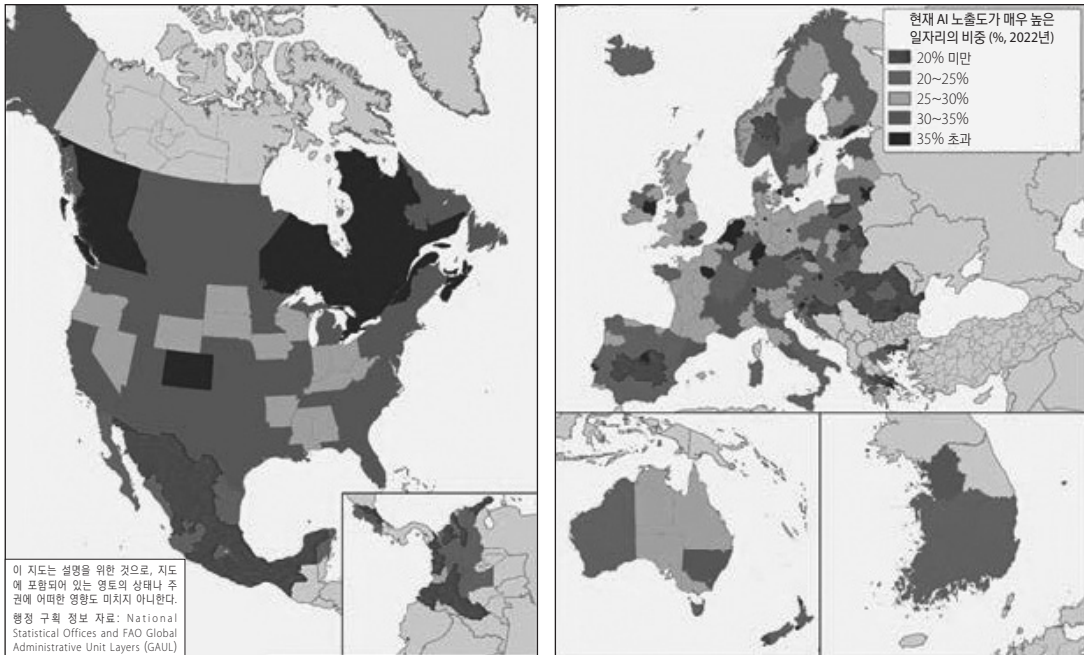 현재 AI 노출도가 매우 높은
일자리의 비중 (%, 2022년)
20% 미만
20~25%
25~30%
30~35%
35% 초과
이 지도는 설명을 위한 것으로, 지도
에 포함되어 있는 영토의 상태나 주
권에 어떠한 영향도 미치지 아니한다.
행정 구획 정보 자료: National
Statistical Offices and FAO Global
Administrative Unit Layers (GAUL)